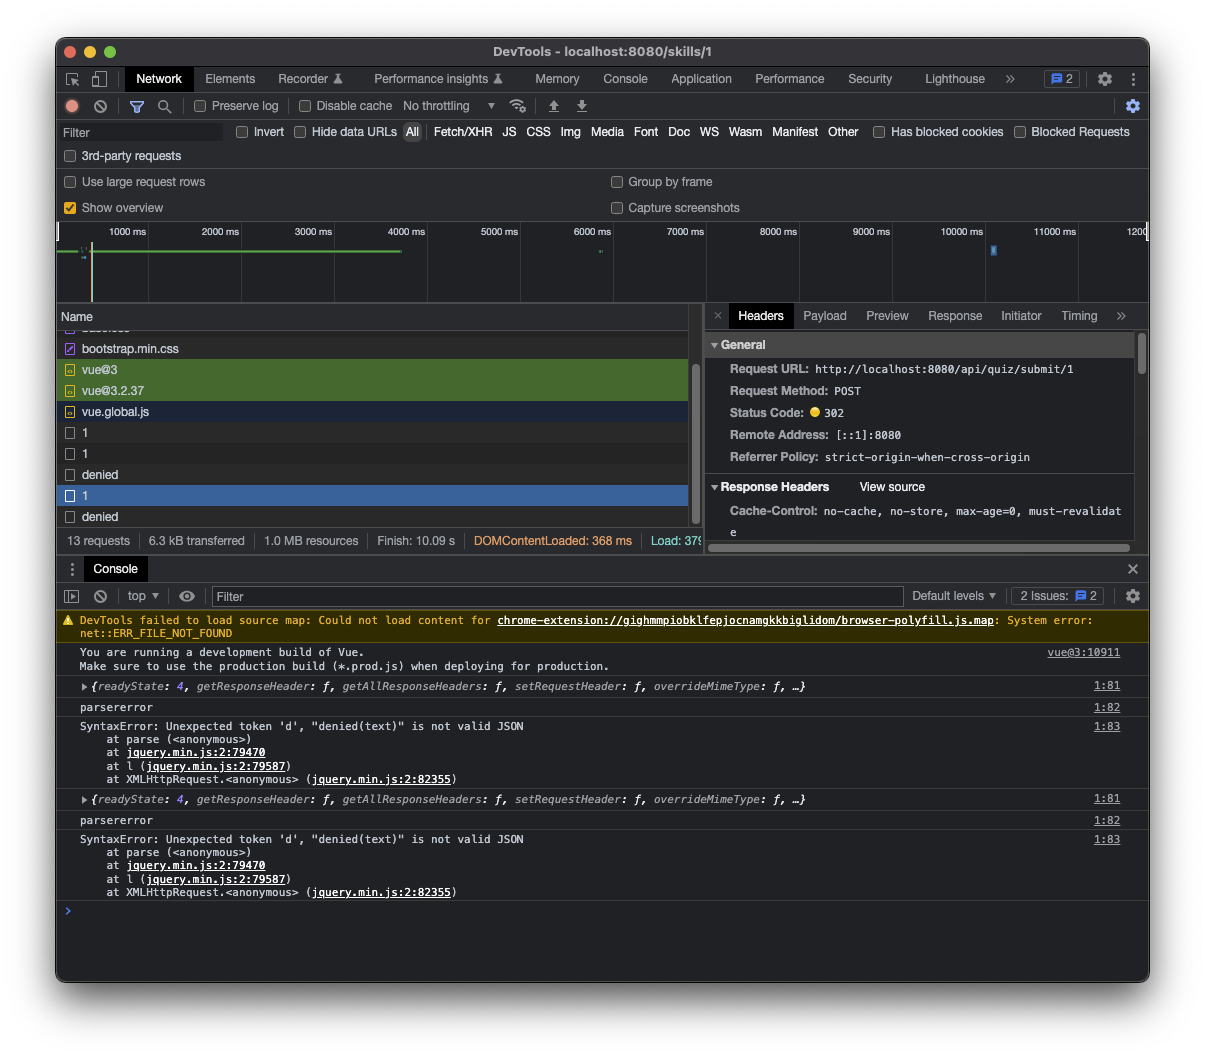 DevTools - localhost:8080/skills/1
Network Elements Recorder Performance insights Memory Console Application Performance Security Lighthouse » 2
Preserve log Disable cache No throttling
Filter Invert Hide data URLs All Fetch/XHR JS CSS Img Media Font Doc WS Wasm Manifest Other Has blocked cookies Blocked Requests
3rd-party requests
Use large request rows Group by frame
Show overview Capture screenshots
1000 ms 2000 ms 3000 ms 4000 ms 5000 ms 6000 ms 7000 ms 8000 ms 9000 ms 10000 ms 11000 ms 1200
Name
bootstrap.min.css
vue@3
vue@3.2.37
vue.global.js
1
1
denied
1
denied
13 requests 6.3 kB transferred 1.0 MB resources Finish: 10.09 s DOMContentLoaded: 368 ms Load: 379
× Headers Payload Preview Response Initiator Timing »
General
Request URL: http://localhost:8080/api/quiz/submit/1
Request Method: POST
Status Code: 302
Remote Address: [::1]:8080
Referrer Policy: strict-origin-when-cross-origin
Response Headers View source
Cache-Control: no-cache, no-store, max-age=0, must-revalidat
e
Console
top Filter Default levels 2 Issues: 2
DevTools failed to load source map: Could not load content for chrome-extension://gighmmpiobklfepjocnamgkkbiglidom/browser-polyfill.js.map: System error:
net::ERR_FILE_NOT_FOUND
You are running a development build of Vue. vue@3:10911
Make sure to use the production build (*.prod.js) when deploying for production.
{readyState: 4, getResponseHeader: ƒ, getAllResponseHeaders: ƒ, setRequestHeader: ƒ, overrideMimeType: ƒ, …} 1:81
parsererror 1:82
SyntaxError: Unexpected token 'd', "denied(text)" is not valid JSON 1:83
at parse (<anonymous>)
at jquery.min.js:2:79470
at l (jquery.min.js:2:79587)
at XMLHttpRequest.<anonymous> (jquery.min.js:2:82355)
{readyState: 4, getResponseHeader: ƒ, getAllResponseHeaders: ƒ, setRequestHeader: ƒ, overrideMimeType: ƒ, …} 1:81
parsererror 1:82
SyntaxError: Unexpected token 'd', "denied(text)" is not valid JSON 1:83
at parse (<anonymous>)
at jquery.min.js:2:79470
at l (jquery.min.js:2:79587)
at XMLHttpRequest.<anonymous> (jquery.min.js:2:82355)